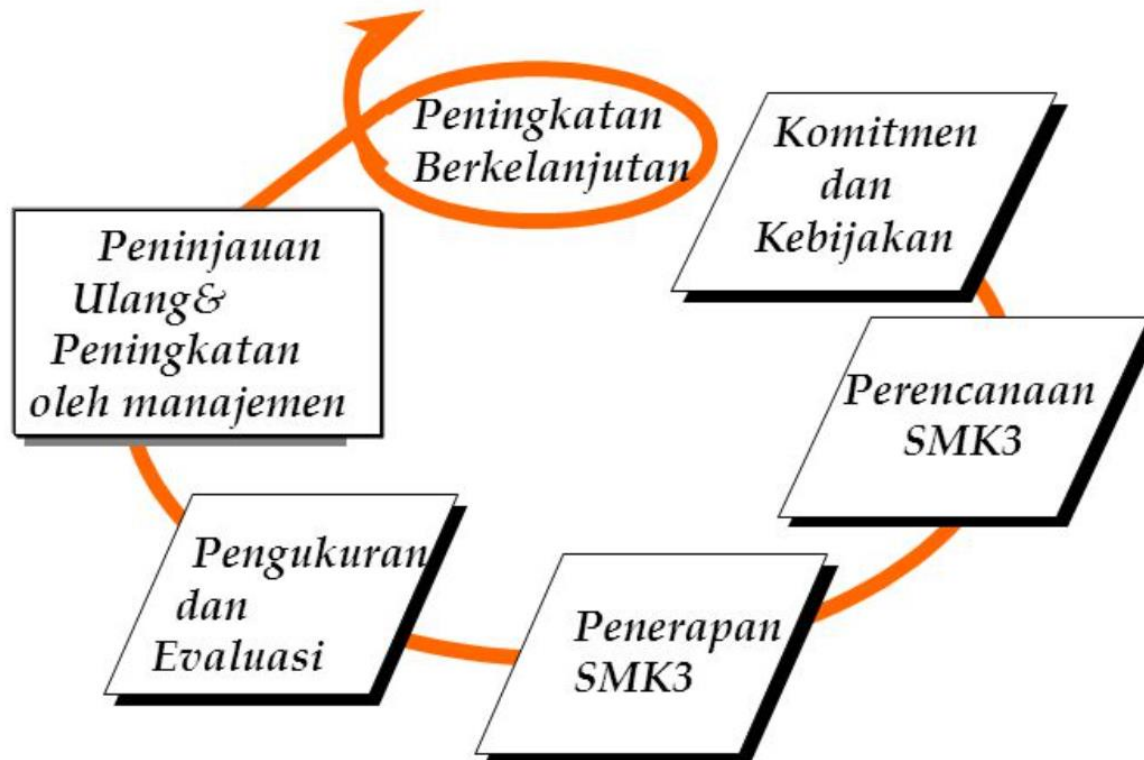 Peningkatan
Berkelanjutan
Komitmen
dan
Kebijakan
Perencanaan
SMK3
Penerapan
SMK3
Pengukuran
dan
Evaluasi
Peninjauan
Ulang&
Peningkatan
oleh manajemen